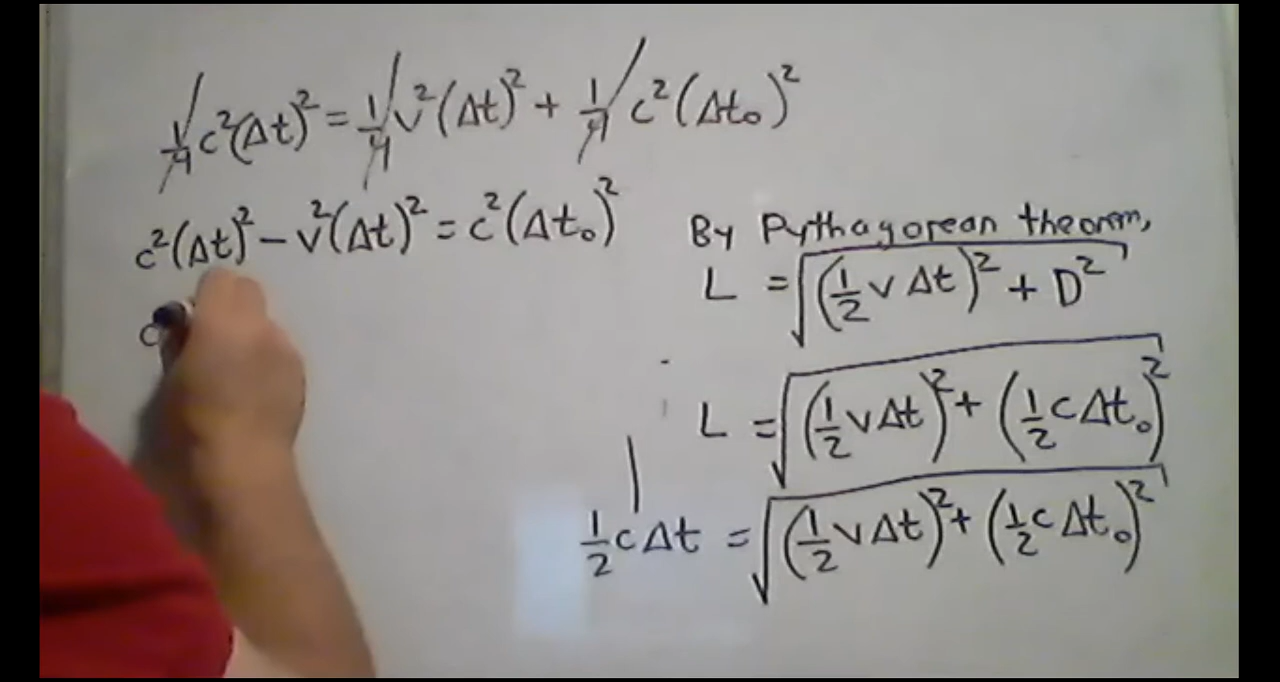 1/4 c²(Δt)² = 1/4 v²(Δt)² + 1/4 c²(Δt₀)²
c²(Δt)² − v²(Δt)² = c²(Δt₀)²
c
By Pythagorean theorem,
L = √((1/2 v Δt)² + D²)
L = √((1/2 vΔt)² + (1/2 cΔt₀)²)
1/2 cΔt = √((1/2 vΔt)² + (1/2 cΔt₀)²)